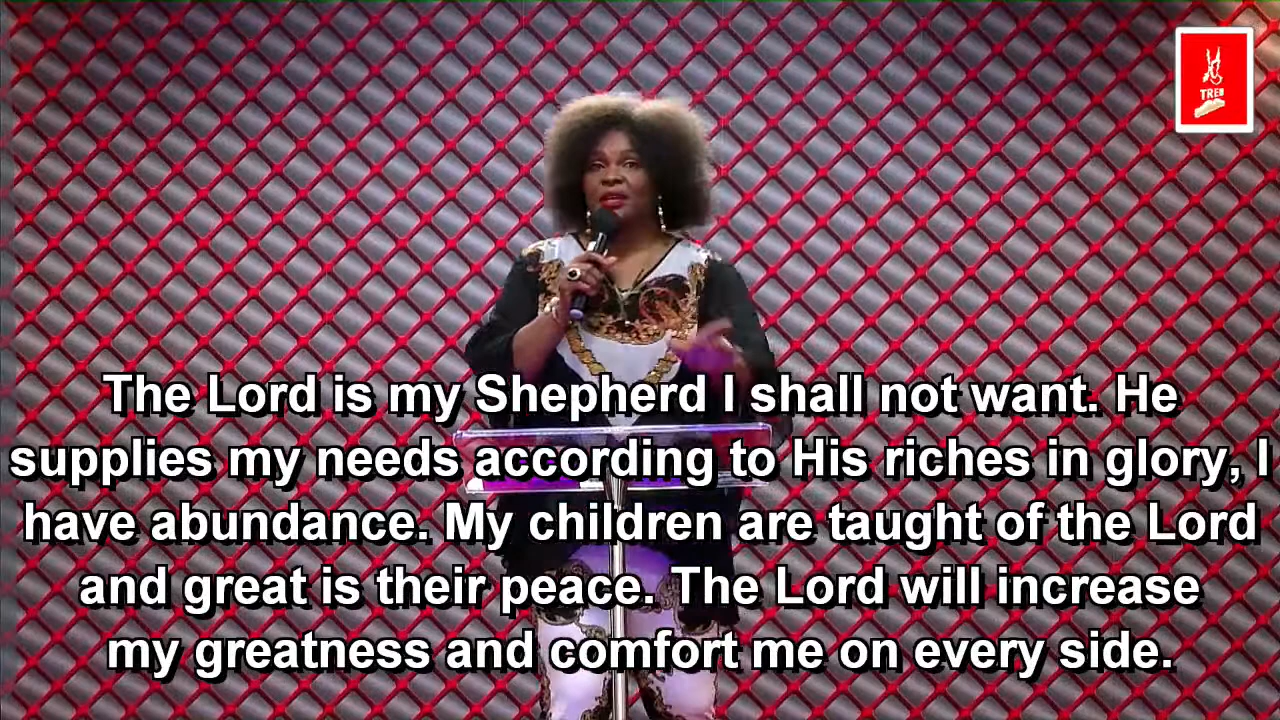 TREM
The Lord is my Shepherd I shall not want. He
supplies my needs according to His riches in glory, I
have abundance. My children are taught of the Lord
and great is their peace. The Lord will increase
my greatness and comfort me on every side.